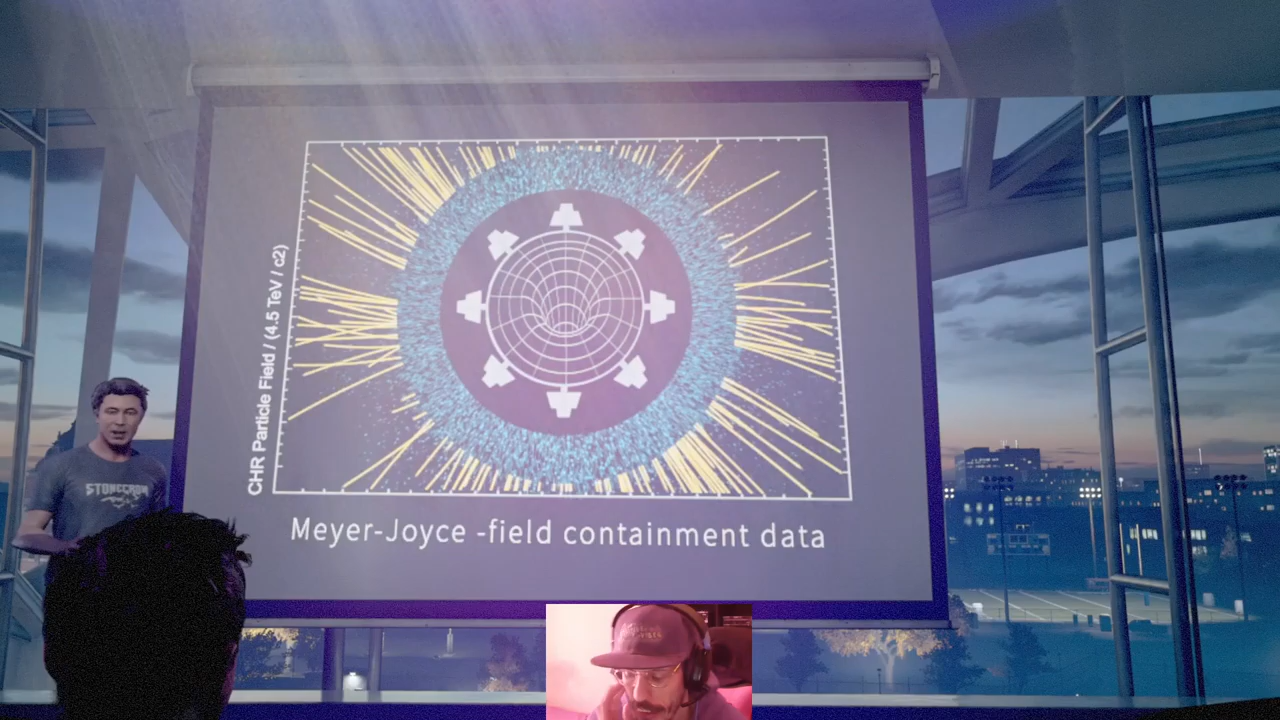 CHR Particle Field / (4.5 TeV / c2)
STONECROW
Meyer-Joyce -field containment data